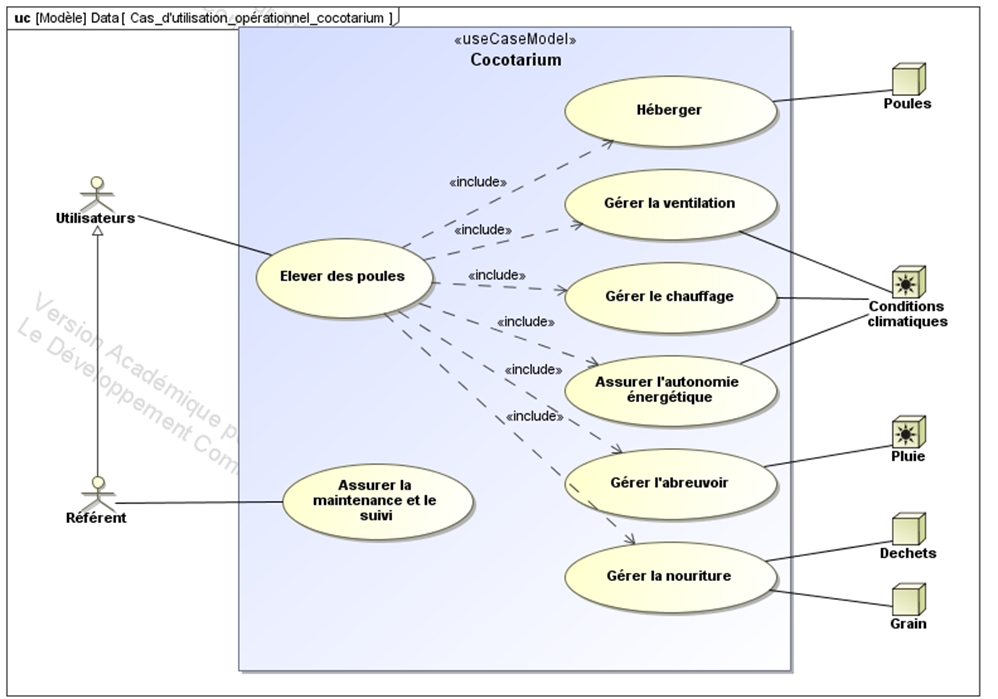 uc [Modèle] Data [ Cas_d'utilisation_opérationnel_cocotarium ]
«useCaseModel»
Cocotarium
Héberger
Poules
«include»
Utilisateurs
Gérer la ventilation
«include»
Elever des poules
«include»
Gérer le chauffage
Conditions
climatiques
«include»
Assurer l'autonomie
énergétique
«include»
«include»
Version Académique p
Le Développement Com
Pluie
Gérer l'abreuvoir
Référent
Assurer la
maintenance et le
suivi
Dechets
Gérer la nouriture
Grain